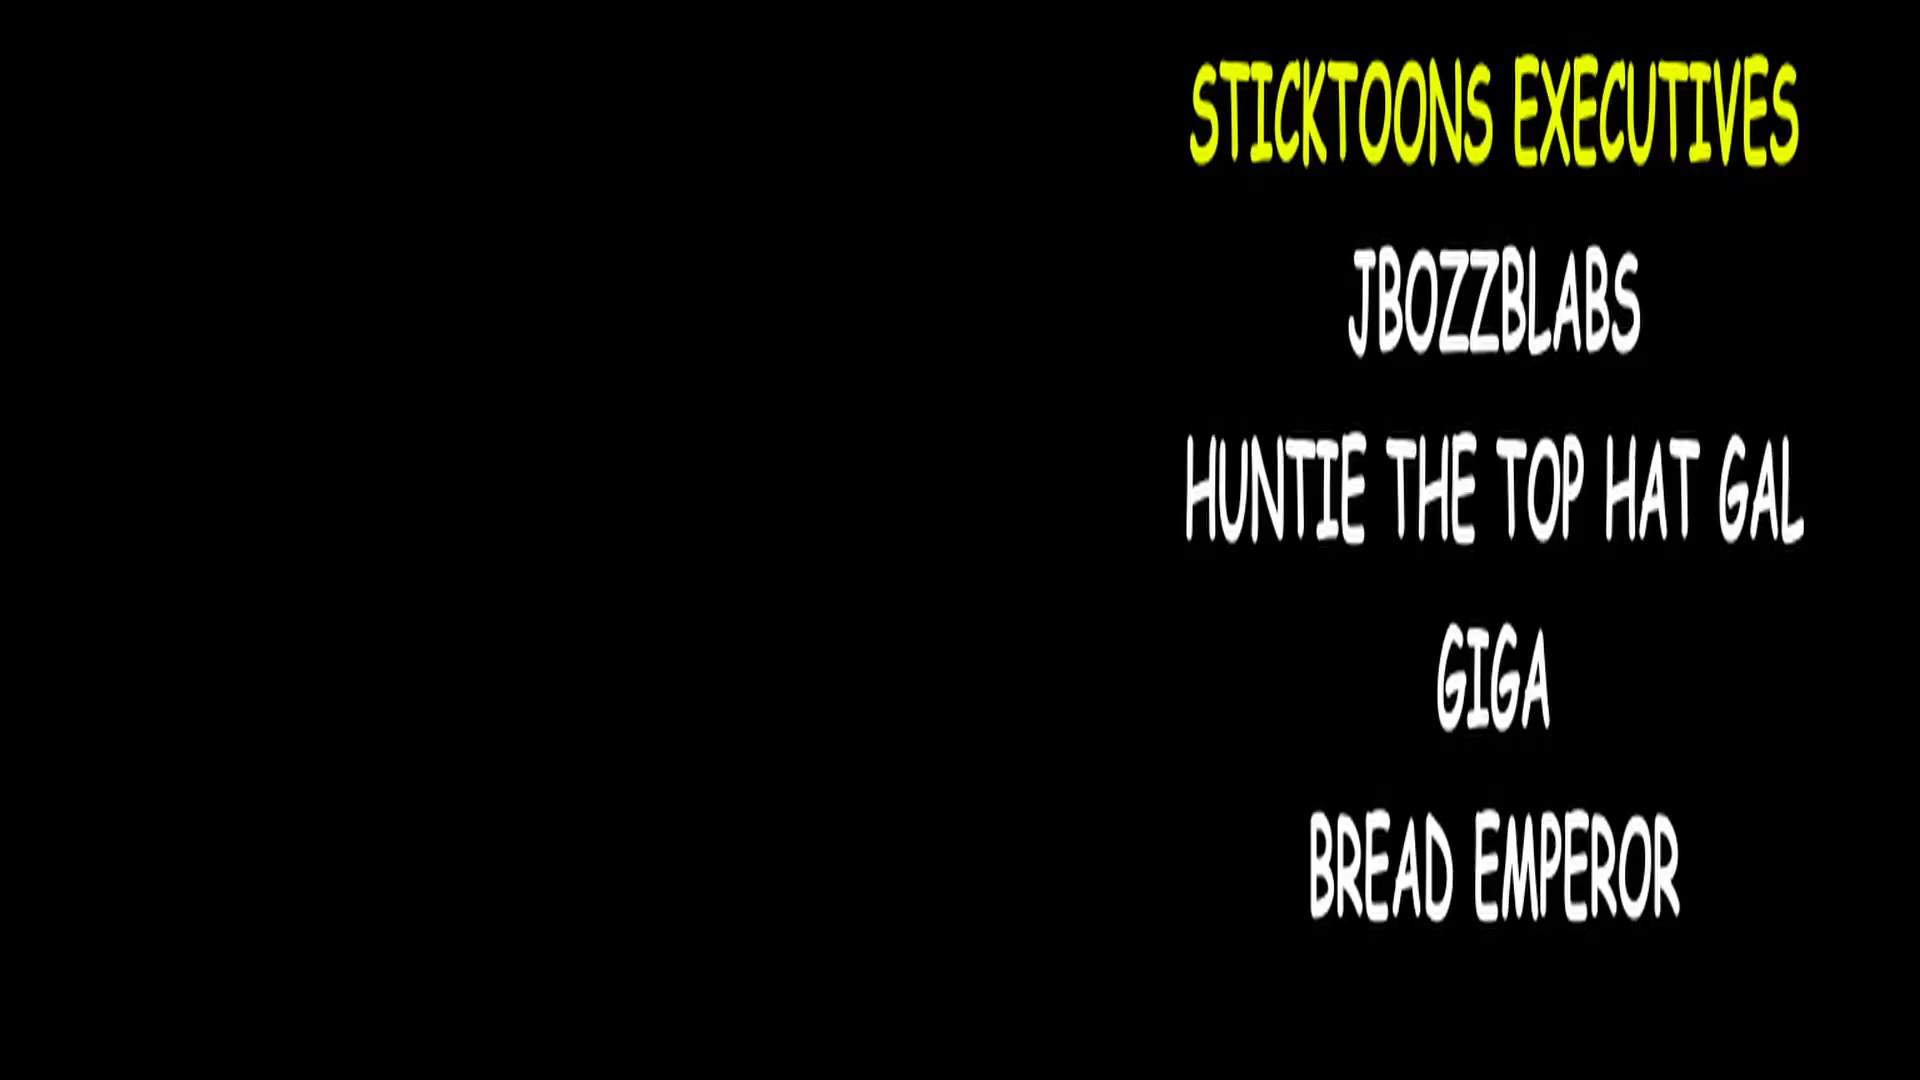 STICKTOONS EXECUTIVES
JBOZZBLABS
HUNTIE THE TOP HAT GAL
GIGA
BREAD EMPEROR